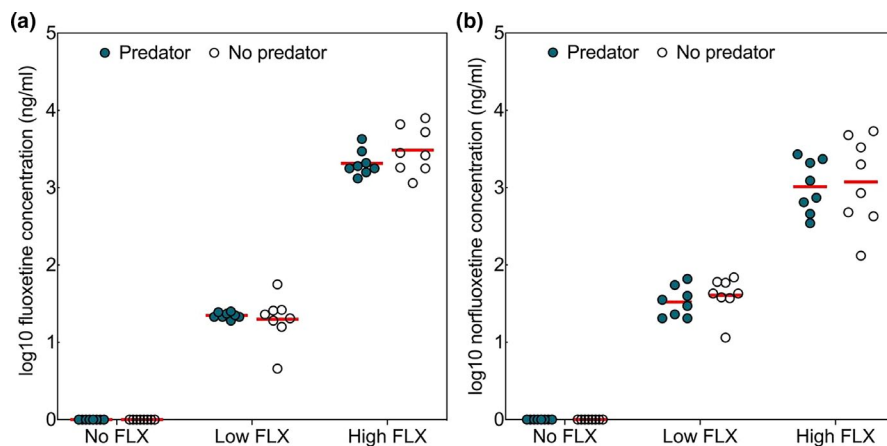 (a)
Predator No predator
log10 fluoxetine concentration (ng/ml)
5
4
3
2
1
0
No FLX Low FLX High FLX
(b)
Predator No predator
log10 norfluoxetine concentration (ng/ml)
5
4
3
2
1
0
No FLX Low FLX High FLX